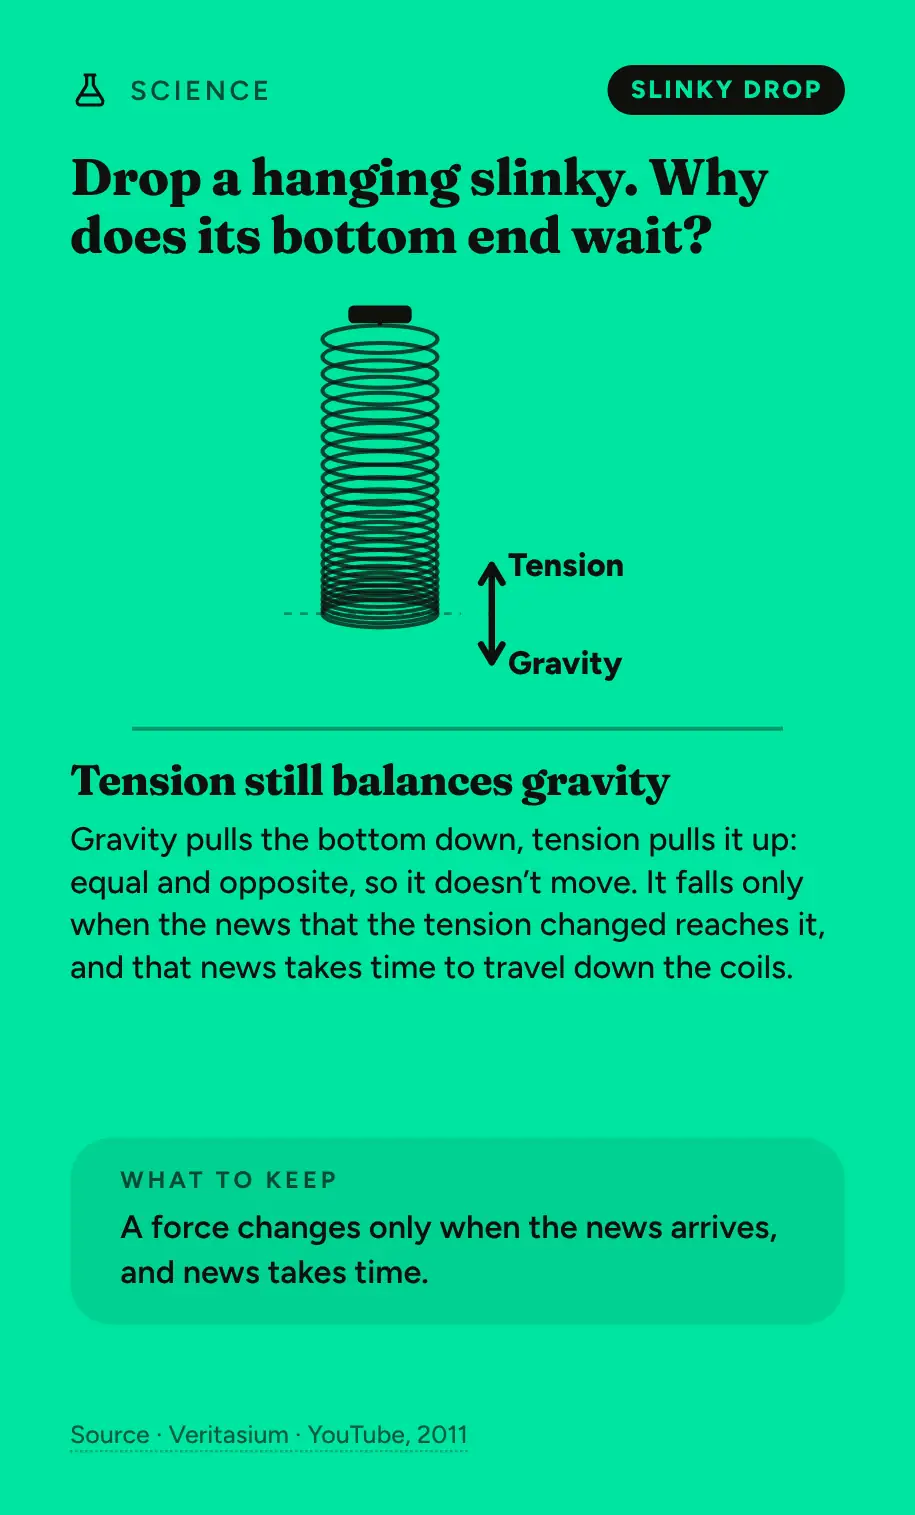 SCIENCE
SLINKY DROP
Drop a hanging slinky. Why
does its bottom end wait?
Tension
Gravity
Tension still balances gravity
Gravity pulls the bottom down, tension pulls it up:
equal and opposite, so it doesn’t move. It falls only
when the news that the tension changed reaches it,
and that news takes time to travel down the coils.
WHAT TO KEEP
A force changes only when the news arrives,
and news takes time.
Source · Veritasium · YouTube, 2011